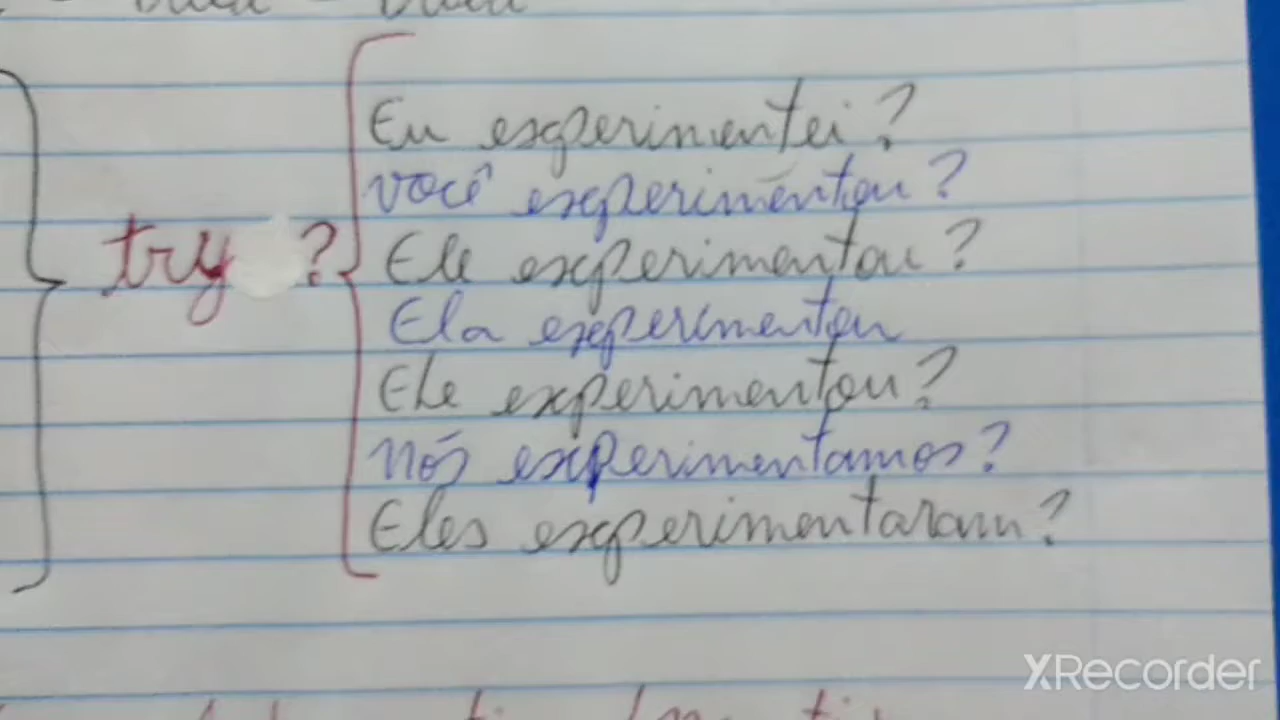 Eu experimentei?
você experimentou?
try ?
Ele experimentou?
Ela experimentou
Ele experimentou?
nós experimentamos?
Eles experimentaram?
XRecorder